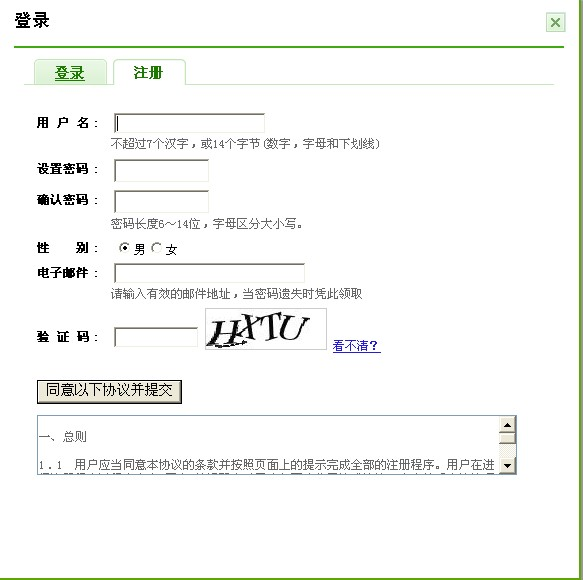 登录
登录 注册
用 户 名：
不超过7个汉字，或14个字节(数字，字母和下划线)
设置密码：
确认密码：
密码长度6～14位，字母区分大小写。
性 别： 男 女
电子邮件：
请输入有效的邮件地址，当密码遗失时凭此领取
验 证 码： HXTU 看不清？
同意以下协议并提交
一、总则
1．1 用户应当同意本协议的条款并按照页面上的提示完成全部的注册程序。用户在进